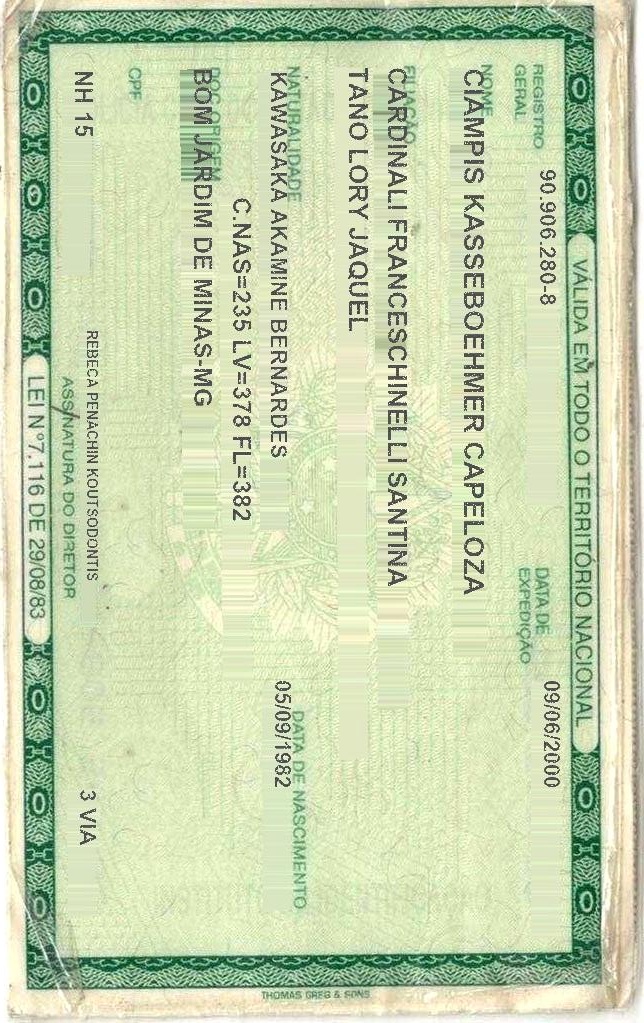 VÁLIDA EM TODO O TERRITÓRIO NACIONAL
REGISTRO GERAL 90.906.280-8 DATA DE EXPEDIÇÃO 09/06/2000
NOME
CIAMPIS KASSEBOEHMER CAPELOZA
FILIAÇÃO
CARDINALI FRANCESCHINELLI SANTINA
TANO LORY JAQUEL
NATURALIDADE DATA DE NASCIMENTO
KAWASAKA AKAMINE BERNARDES 05/09/1982
C.NAS=235 LV=378 FL=382
DOC ORIGEM
BOM JARDIM DE MINAS-MG
CPF
NH 15 REBECA PENACHIN KOUTSODONTIS 3 VIA
ASSINATURA DO DIRETOR
LEI Nº7.116 DE 29/08/83
THOMAS GREG & SONS